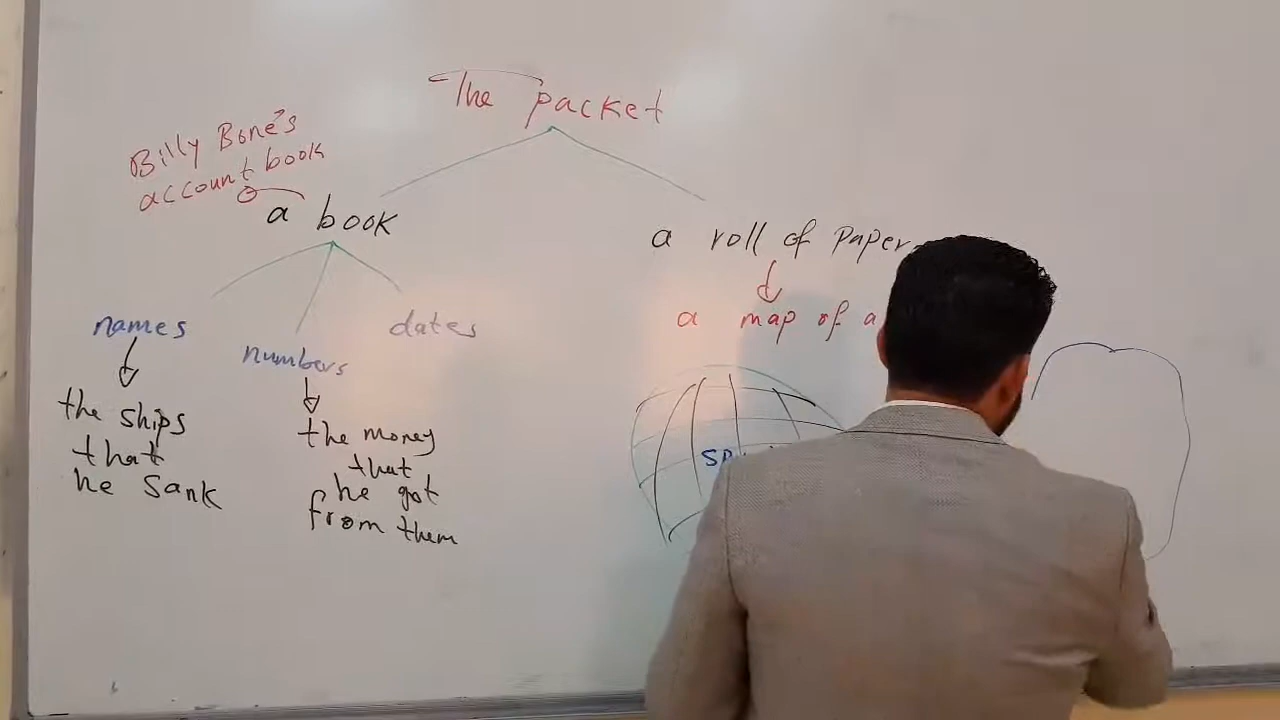 The packet
Billy Bone's
account book
a book
a roll of paper
names
numbers
dates
a map of a
the ships
that
he sank
the money
that
he got
from them